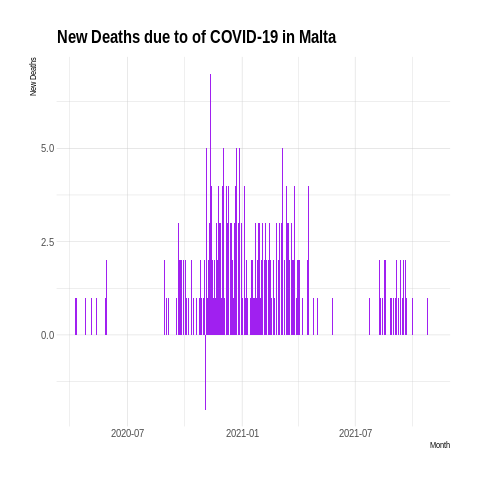 New Deaths due to of COVID-19 in Malta
New Deaths
5.0
2.5
0.0
2020-07 2021-01 2021-07
Month